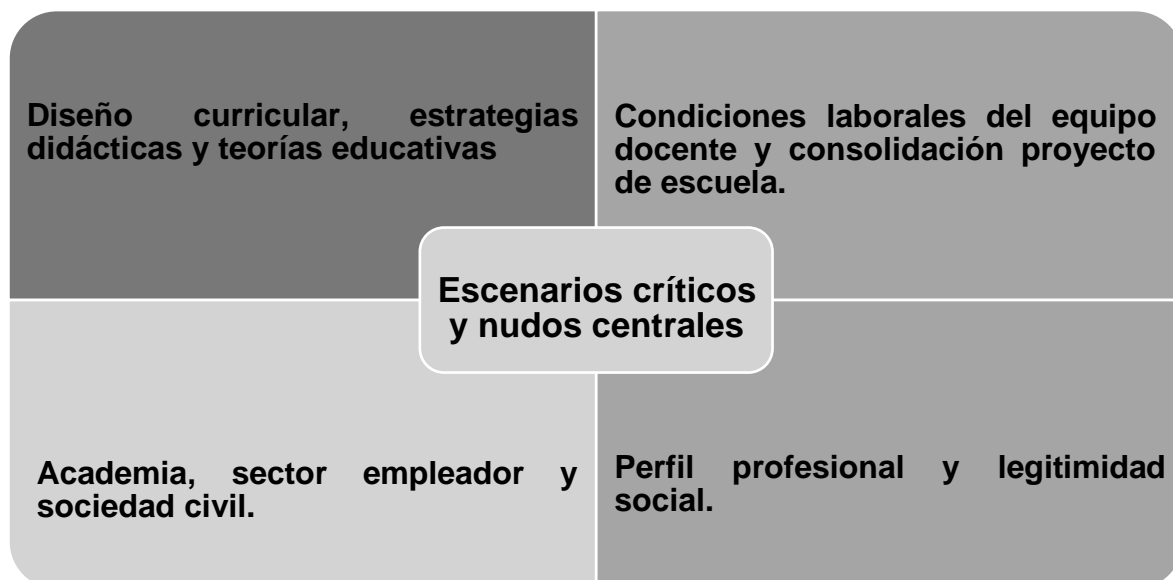 Diseño curricular, estrategias
didácticas y teorías educativas
Condiciones laborales del equipo
docente y consolidación proyecto
de escuela.
Escenarios críticos
y nudos centrales
Academia, sector empleador y
sociedad civil.
Perfil profesional y legitimidad
social.